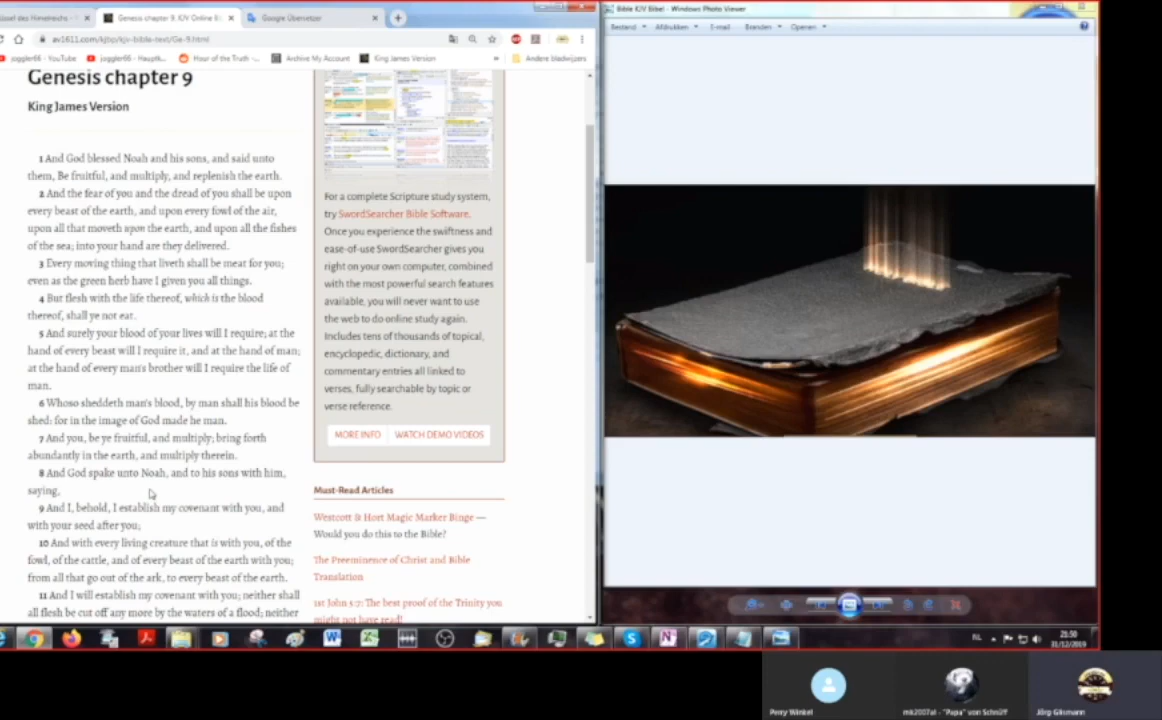 Genesis chapter 9, KJV Online Bi
Google Übersetzer
Bible KJV Bibel - Windows Photo Viewer
av1611.com/kjbp/kjv-bible-text/Ge-9.html
Bestand
Afdrukken
E-mail
Branden
Openen
joggler66 - YouTube
joggler66 - Hauptk...
Hour of the Truth -...
Archive My Account
King James Version
»
Andere bladwijzers
Genesis chapter 9
King James Version
1 And God blessed Noah and his sons, and said unto
them, Be fruitful, and multiply, and replenish the earth.
2 And the fear of you and the dread of you shall be upon
every beast of the earth, and upon every fowl of the air,
upon all that moveth upon the earth, and upon all the fishes
of the sea; into your hand are they delivered.
3 Every moving thing that liveth shall be meat for you;
even as the green herb have I given you all things.
4 But flesh with the life thereof, which is the blood
thereof, shall ye not eat.
5 And surely your blood of your lives will I require; at the
hand of every beast will I require it, and at the hand of man;
at the hand of every man's brother will I require the life of
man.
6 Whoso sheddeth man's blood, by man shall his blood be
shed: for in the image of God made he man.
7 And you, be ye fruitful, and multiply; bring forth
abundantly in the earth, and multiply therein.
8 And God spake unto Noah, and to his sons with him,
saying,
9 And I, behold, I establish my covenant with you, and
with your seed after you;
10 And with every living creature that is with you, of the
fowl, of the cattle, and of every beast of the earth with you;
from all that go out of the ark, to every beast of the earth.
11 And I will establish my covenant with you; neither shall
all flesh be cut off any more by the waters of a flood; neither
For a complete Scripture study system,
try SwordSearcher Bible Software.
Once you experience the swiftness and
ease-of-use SwordSearcher gives you
right on your own computer, combined
with the most powerful search features
available, you will never want to use
the web to do online study again.
Includes tens of thousands of topical,
encyclopedic, dictionary, and
commentary entries all linked to
verses, fully searchable by topic or
verse reference.
MORE INFO
WATCH DEMO VIDEOS
Must-Read Articles
Westcott & Hort Magic Marker Binge —
Would you do this to the Bible?
The Preeminence of Christ and Bible
Translation
1st John 5:7: The best proof of the Trinity you
might not have read!
NL
21:50
31/12/2019
Perry Winkel
mk2007al - "Papa" von Schnüff
Jörg Glismann